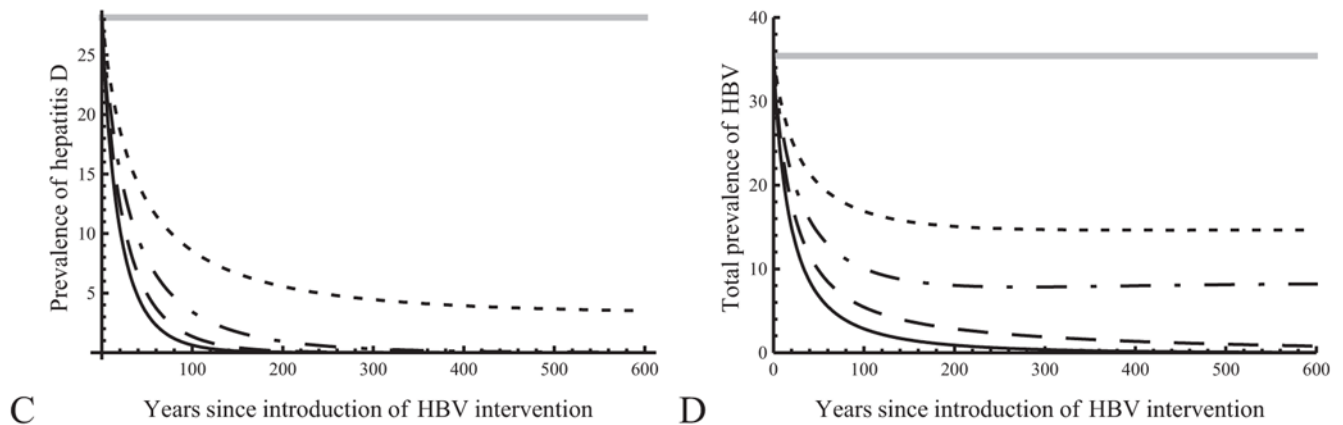 Prevalence of hepatitis D
25
20
15
10
5
100 200 300 400 500 600
C Years since introduction of HBV intervention
Total prevalence of HBV
40
30
20
10
0
0 100 200 300 400 500 600
D Years since introduction of HBV intervention